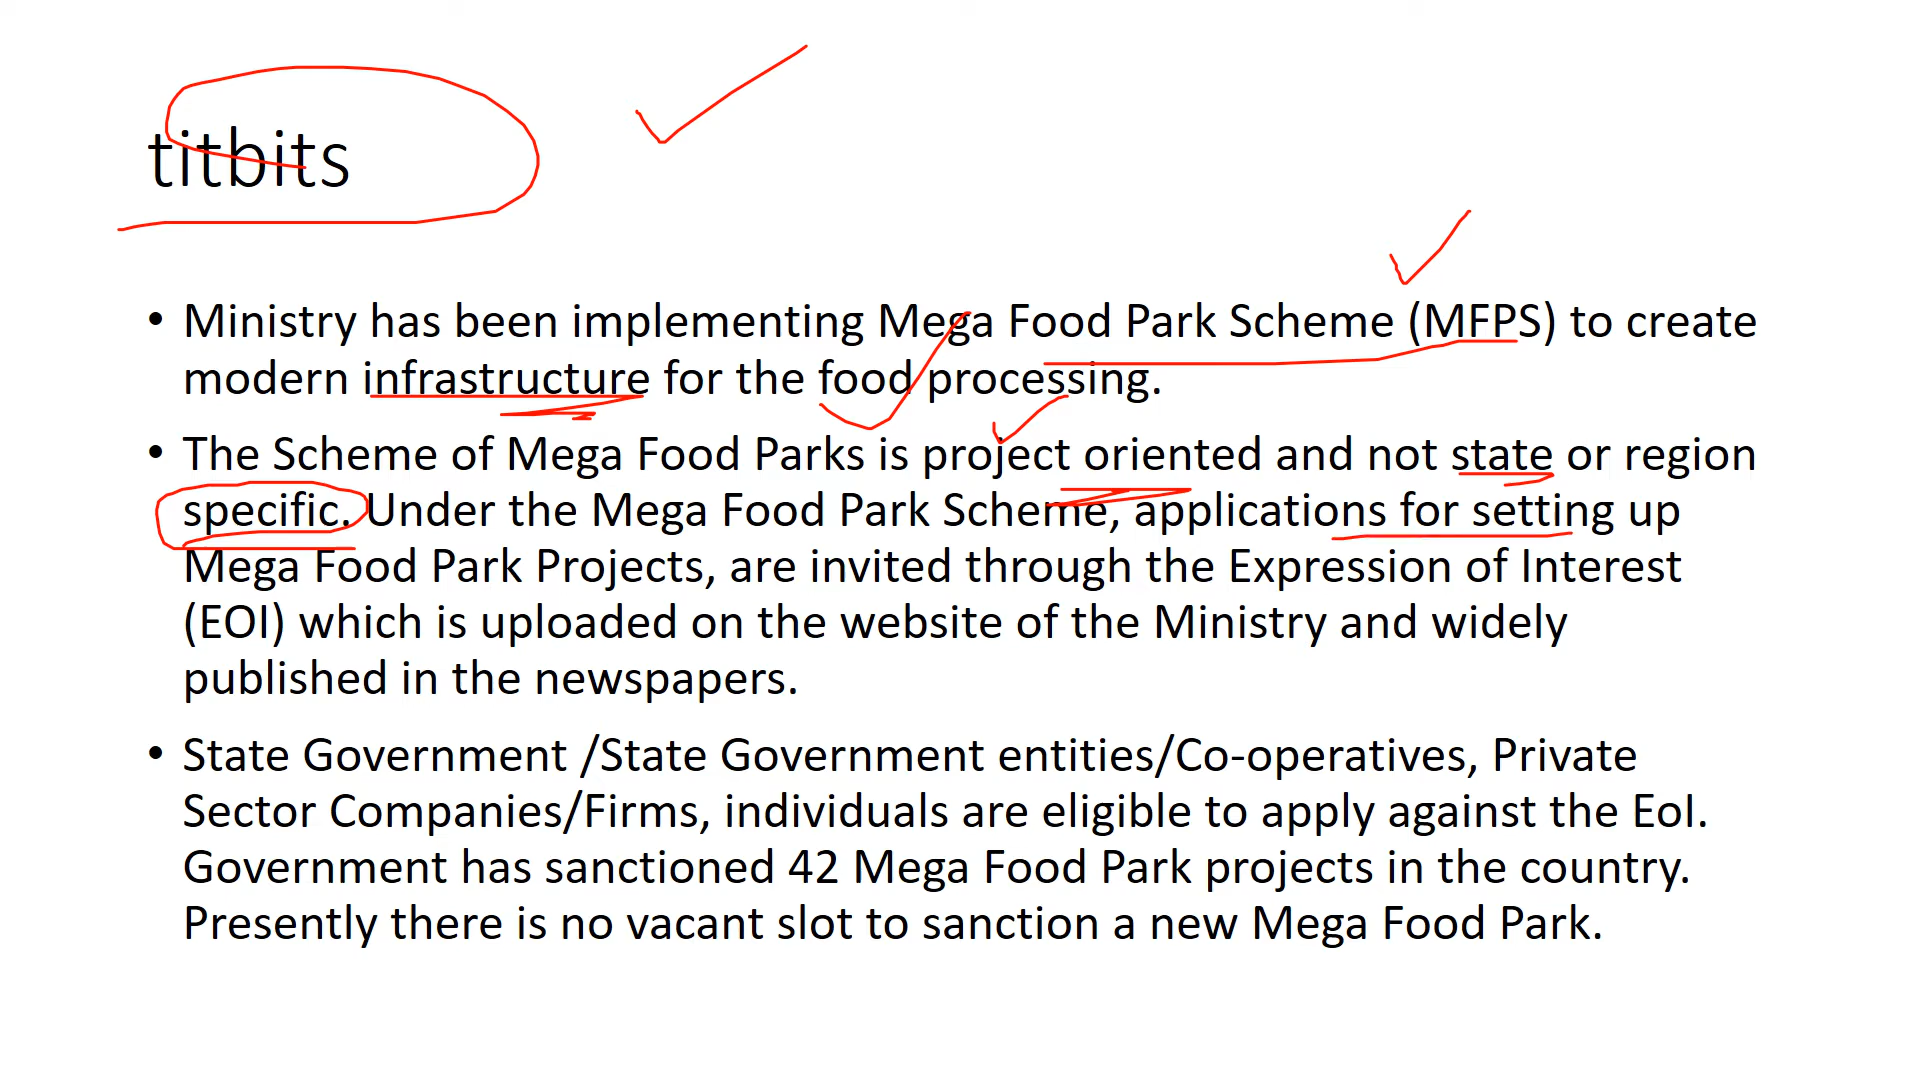 titbits
• Ministry has been implementing Mega Food Park Scheme (MFPS) to create
modern infrastructure for the food processing.
• The Scheme of Mega Food Parks is project oriented and not state or region
specific. Under the Mega Food Park Scheme, applications for setting up
Mega Food Park Projects, are invited through the Expression of Interest
(EOI) which is uploaded on the website of the Ministry and widely
published in the newspapers.
• State Government /State Government entities/Co-operatives, Private
Sector Companies/Firms, individuals are eligible to apply against the EoI.
Government has sanctioned 42 Mega Food Park projects in the country.
Presently there is no vacant slot to sanction a new Mega Food Park.